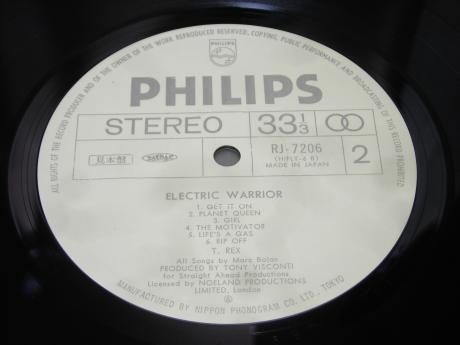 ALL RIGHTS OF THE RECORD PRODUCER AND OF THE OWNER OF THE WORK REPRODUCED RESERVED, COPYING, PUBLIC PERFORMANCE AND BROADCASTING OF THIS RECORD PROHIBITED
PHILIPS
PHILIPS
STEREO 33 1/3
見本盤 RJ-7206 2
(HIFLY-6 B)
MADE IN JAPAN
ELECTRIC WARRIOR
1. GET IT ON
2. PLANET QUEEN
3. GIRL
4. THE MOTIVATOR
5. LIFE'S A GAS
6. RIP OFF
T. REX
All Songs by Marc Bolan
PRODUCED BY TONY VISCONTI
for Straight Ahead Productions
Licensed by NOELAND PRODUCTIONS
LIMITED, London
MANUFACTURED BY NIPPON PHONOGRAM CO. LTD., TOKYO